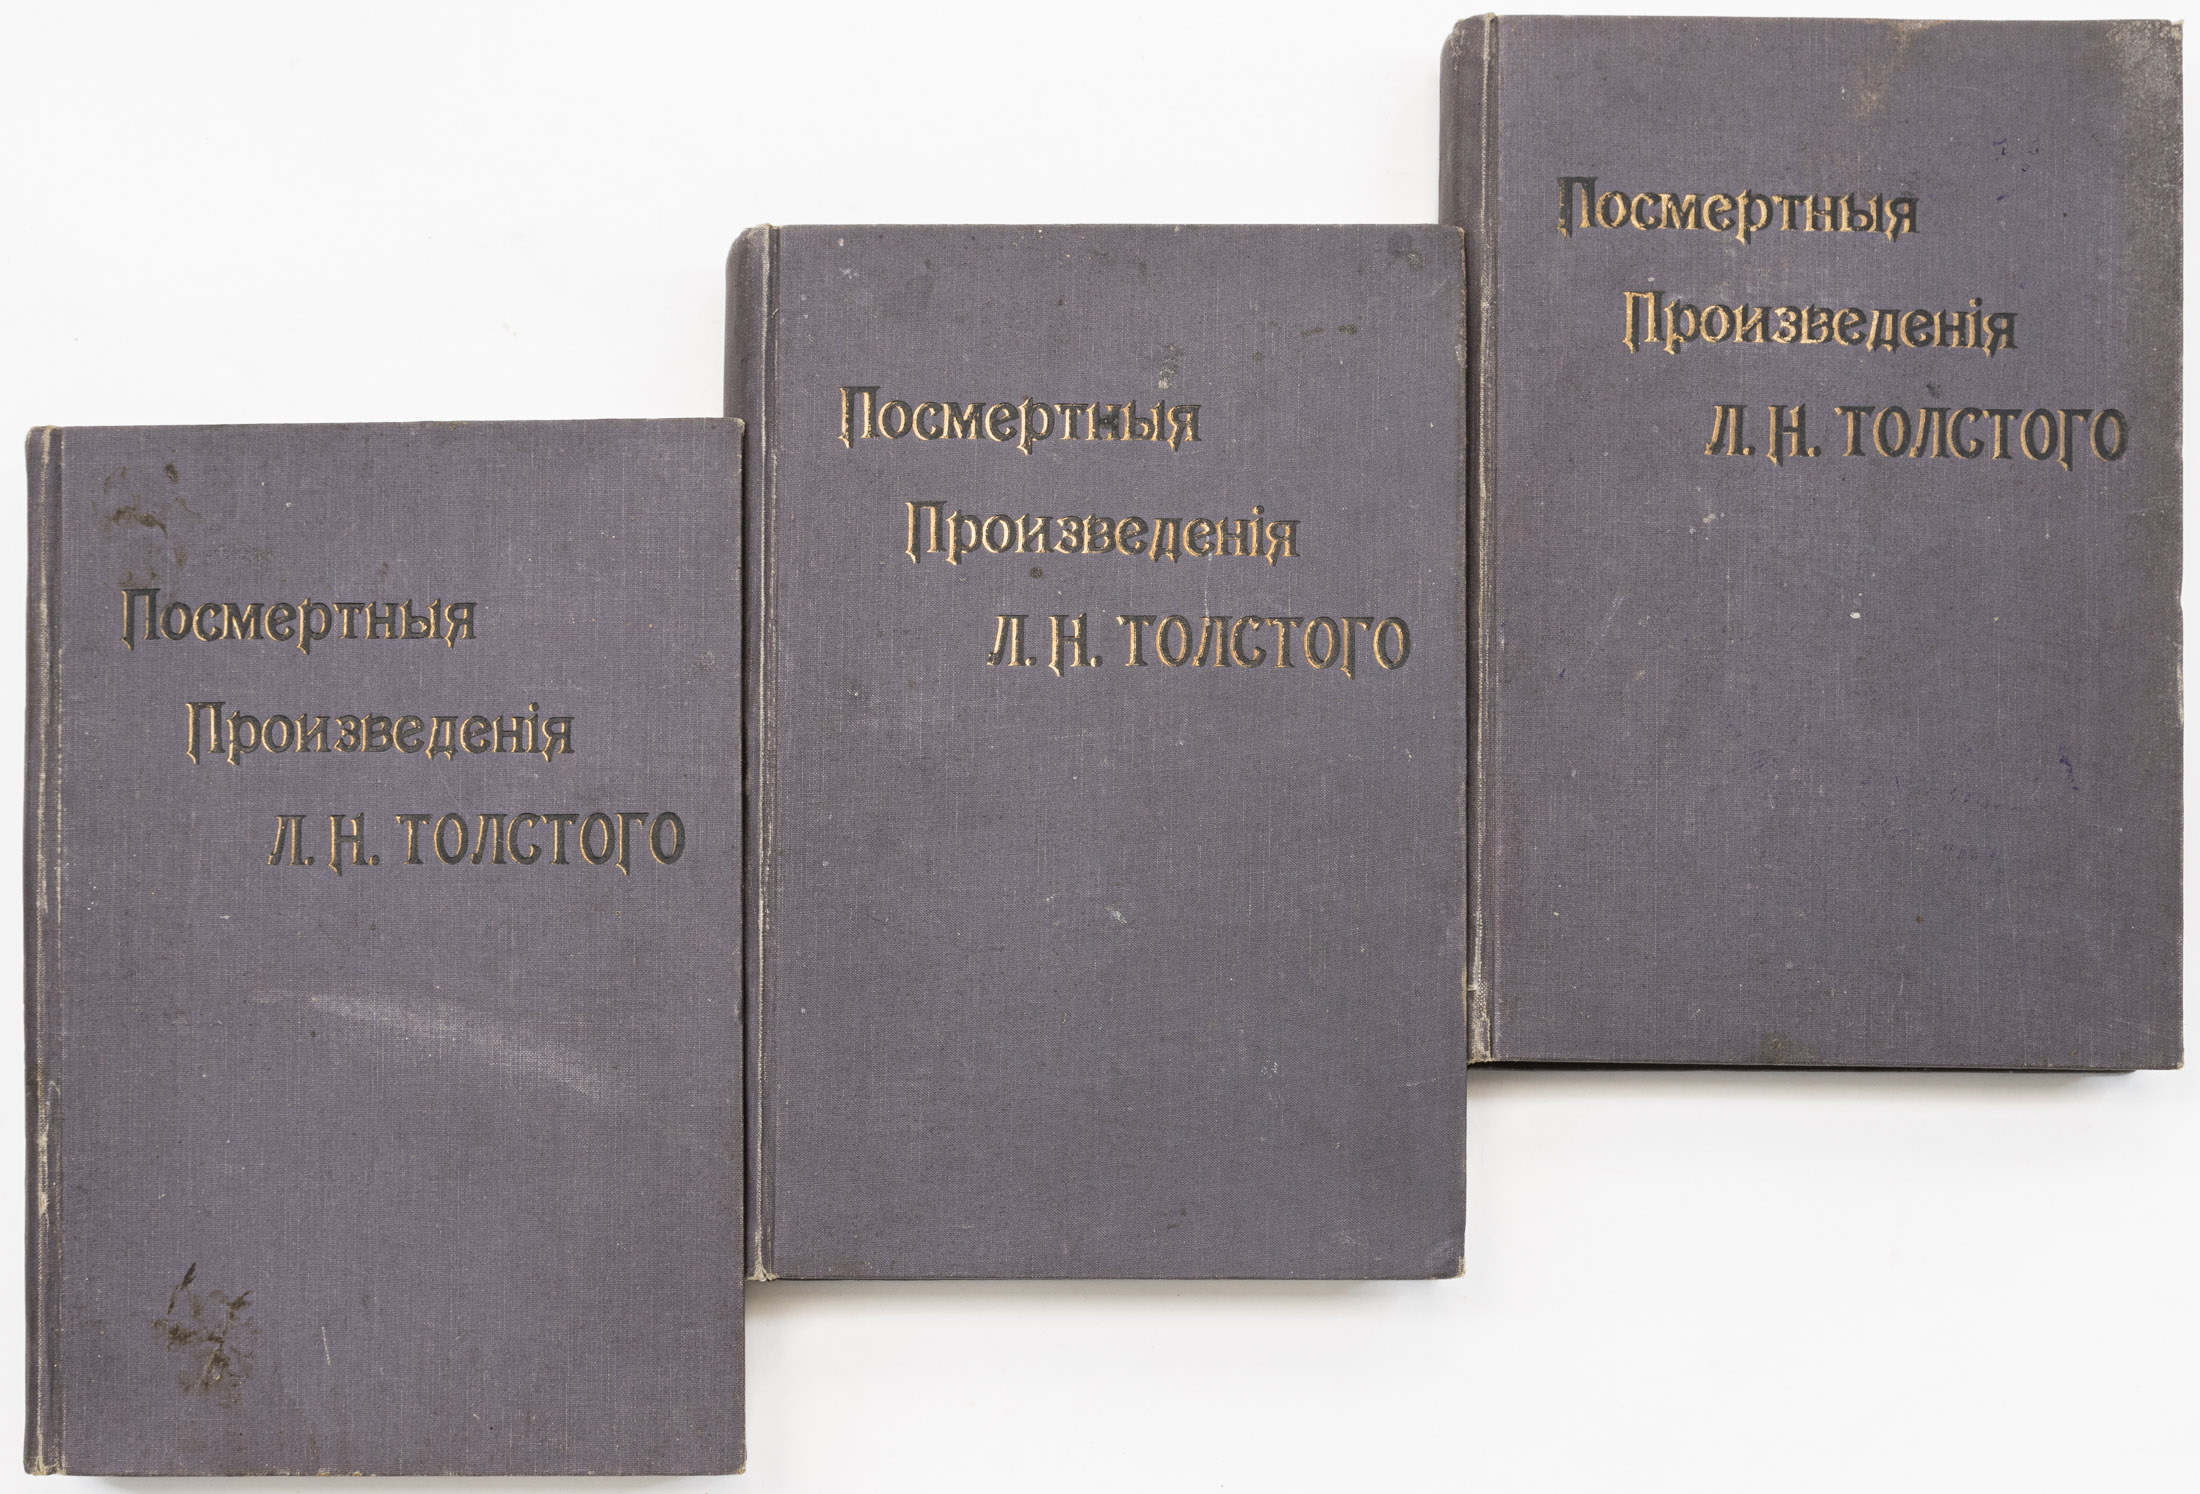 Посмертныя
Произведенія
Л. Н. ТОЛСТОГО
Посмертныя
Произведенія
Л. Н. ТОЛСТОГО
Посмертныя
Произведенія
Л. Н. ТОЛСТОГО